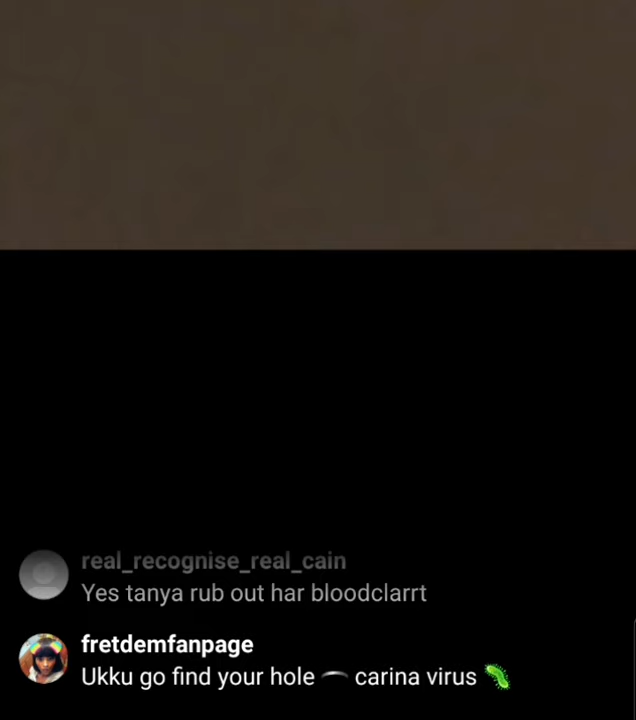 real_recognise_real_cain
Yes tanya rub out har bloodclarrt
fretdemfanpage
Ukku go find your hole 🕳 carina virus 🦠